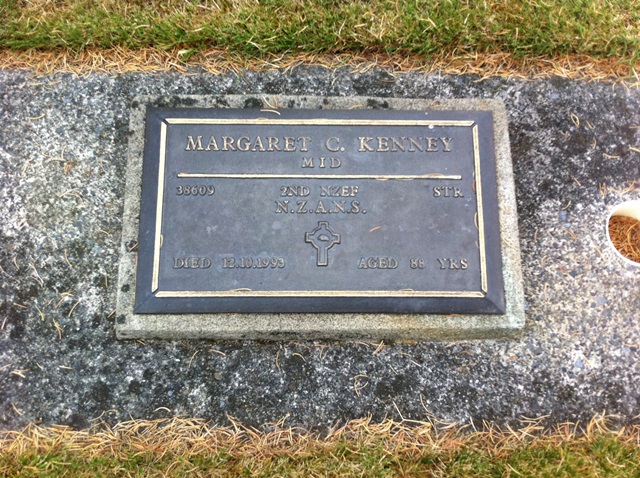 MARGARET C. KENNEY
MID
38609 2ND NZEF STR
N.Z.A.N.S.
DIED 12.10.1993 AGED 88 YRS